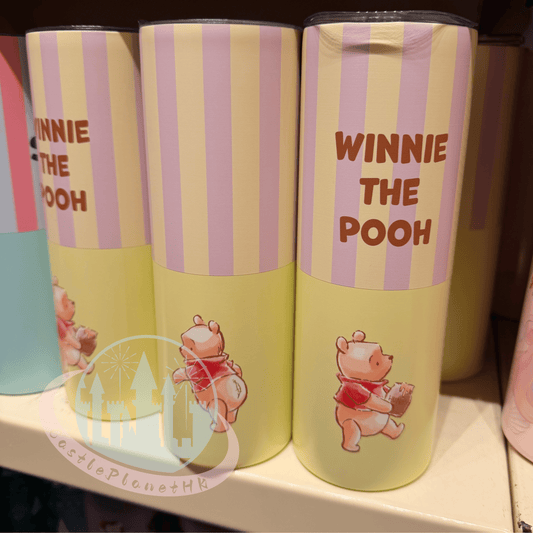 WINNIE
THE
POOH
WINNIE
THE
POOH
CastlePlanetHK